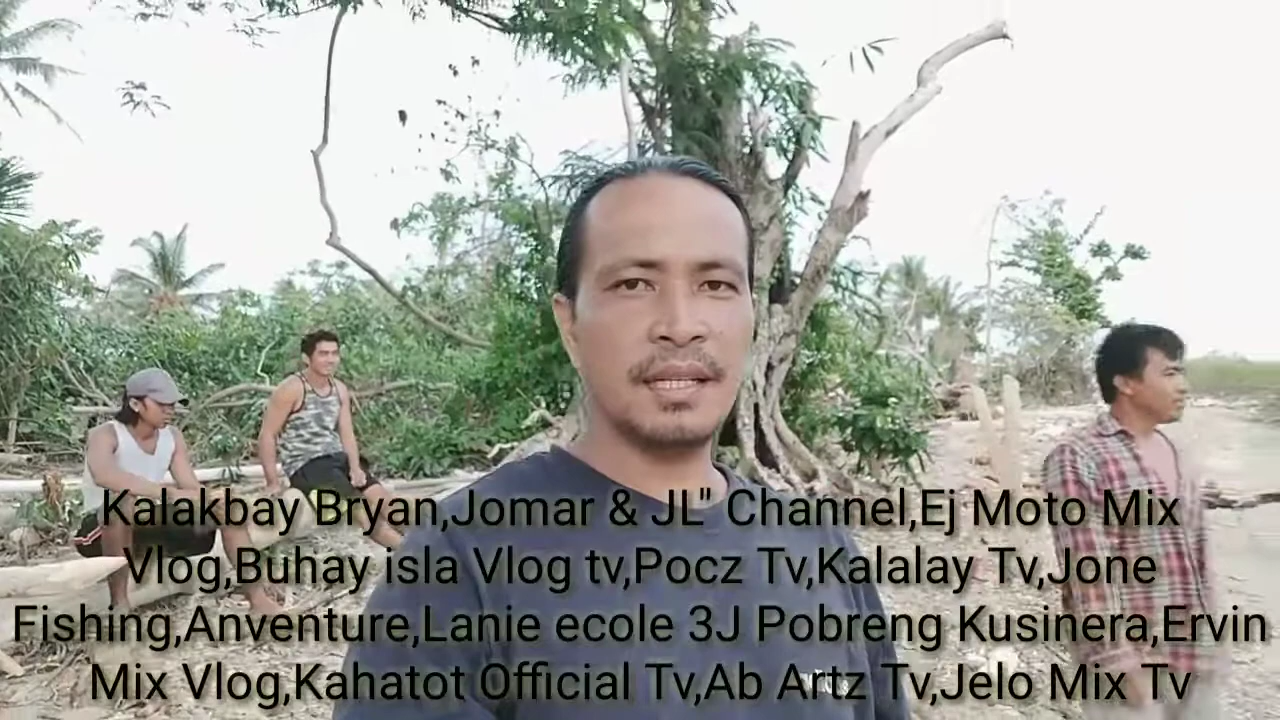 Kalakbay Bryan,Jomar & JL" Channel,Ej Moto Mix
Vlog,Buhay isla Vlog tv,Pocz Tv,Kalalay Tv,Jone
Fishing,Anventure,Lanie ecole 3J Pobreng Kusinera,Ervin
Mix Vlog,Kahatot Official Tv,Ab Artz Tv,Jelo Mix Tv